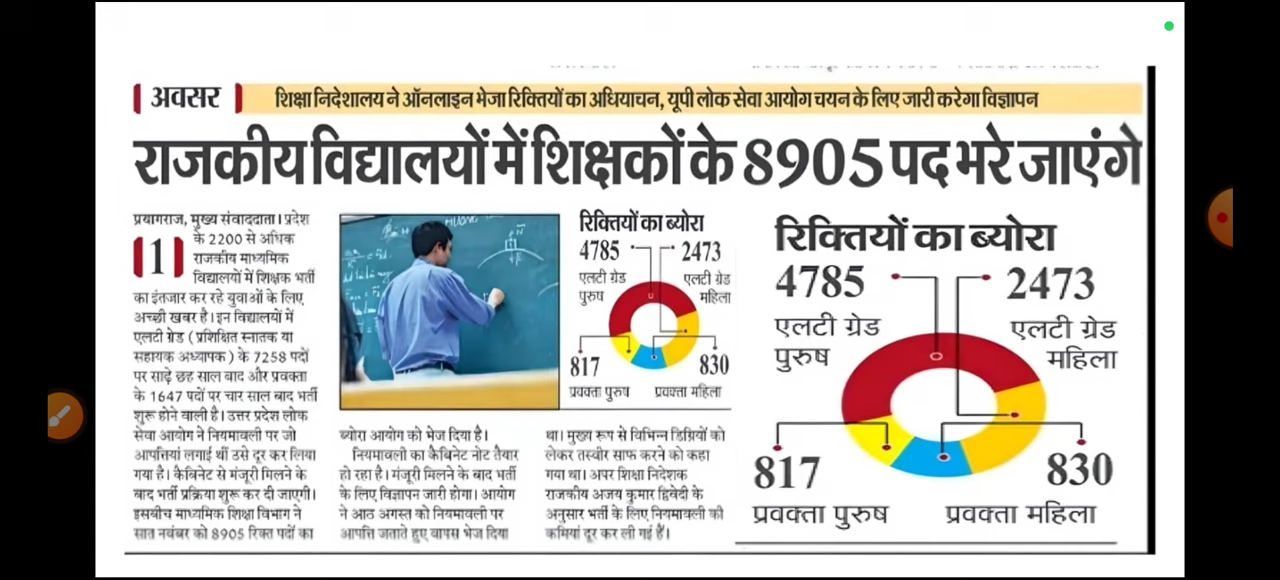 अवसर
शिक्षा निदेशालय ने ऑनलाइन भेजा रिक्तियों का अधियाचन, यूपी लोक सेवा आयोग चयन के लिए जारी करेगा विज्ञापन
राजकीय विद्यालयों में शिक्षकों के 8905 पद भरे जाएंगे
प्रयागराज, मुख्य संवाददाता। प्रदेश
1
के 2200 से अधिक
राजकीय माध्यमिक
विद्यालयों में शिक्षक भर्ती
का इंतजार कर रहे युवाओं के लिए
अच्छी खबर है। इन विद्यालयों में
एलटी ग्रेड (प्रशिक्षित स्नातक या
सहायक अध्यापक) के 7258 पदों
पर साढ़े छह साल बाद और प्रवक्ता
के 1647 पदों पर चार साल बाद भर्ती
शुरू होने वाली है। उत्तर प्रदेश लोक
सेवा आयोग ने नियमावली पर जो
आपत्तियां लगाई थीं उसे दूर कर लिया
गया है। कैबिनेट से मंजूरी मिलने के
बाद भर्ती प्रक्रिया शुरू कर दी जाएगी।
इसबीच माध्यमिक शिक्षा विभाग ने
सात नवंबर को 8905 रिक्त पदों का
ब्योरा आयोग को भेज दिया है।
नियमावली का कैबिनेट नोट तैयार
हो रहा है। मंजूरी मिलने के बाद भर्ती
के लिए विज्ञापन जारी होगा। आयोग
ने आठ अगस्त को नियमावली पर
आपत्ति जताते हुए वापस भेज दिया
था। मुख्य रूप से विभिन्न डिग्रियों को
लेकर तस्वीर साफ करने को कहा
गया था। अपर शिक्षा निदेशक
राजकीय अजय कुमार द्विवेदी के
अनुसार भर्ती के लिए नियमावली की
कमियां दूर कर ली गई हैं।
रिक्तियों का ब्योरा
4785 2473
एलटी ग्रेड एलटी ग्रेड
पुरुष महिला
817 830
प्रवक्ता पुरुष प्रवक्ता महिला
रिक्तियों का ब्योरा
4785 2473
एलटी ग्रेड एलटी ग्रेड
पुरुष महिला
817 830
प्रवक्ता पुरुष प्रवक्ता महिला